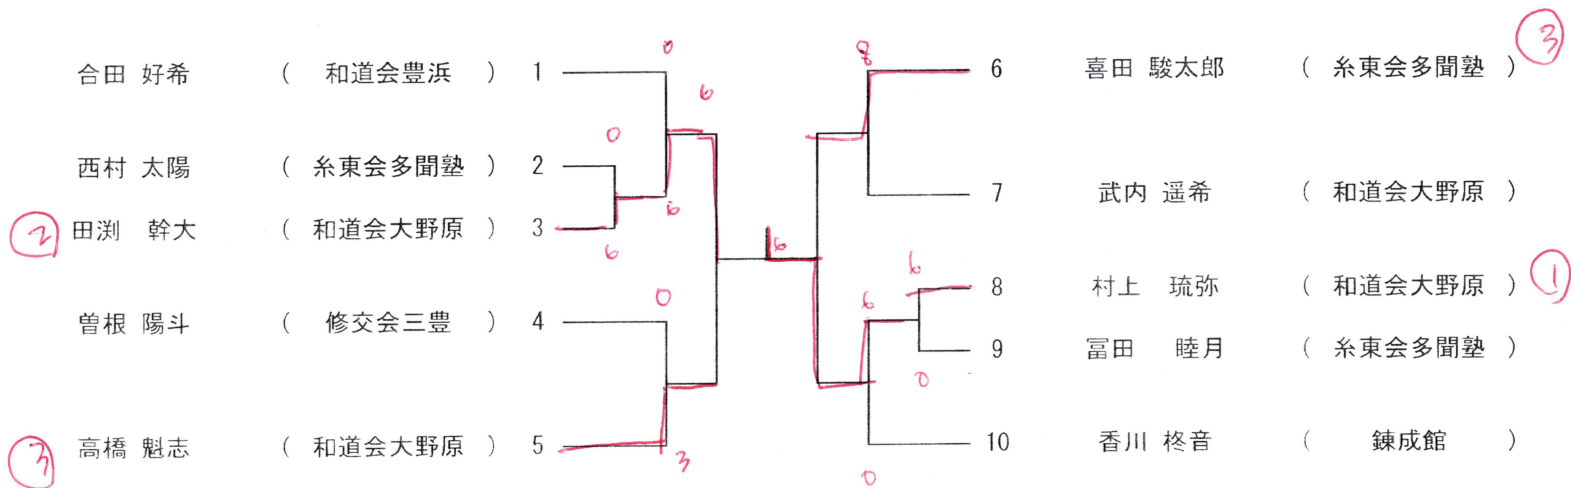 合田 好希 ( 和道会豊浜 ) 1
西村 太陽 ( 糸東会多聞塾 ) 2
② 田渕 幹大 ( 和道会大野原 ) 3
曽根 陽斗 ( 修交会三豊 ) 4
③ 高橋 魁志 ( 和道会大野原 ) 5
0
6
0
6
6
0
3
6 喜田 駿太郎 ( 糸東会多聞塾 ) ③
7 武内 遥希 ( 和道会大野原 )
8 村上 琉弥 ( 和道会大野原 ) ①
9 冨田 睦月 ( 糸東会多聞塾 )
10 香川 柊音 ( 錬成館 )
8
6
6
6
0
0